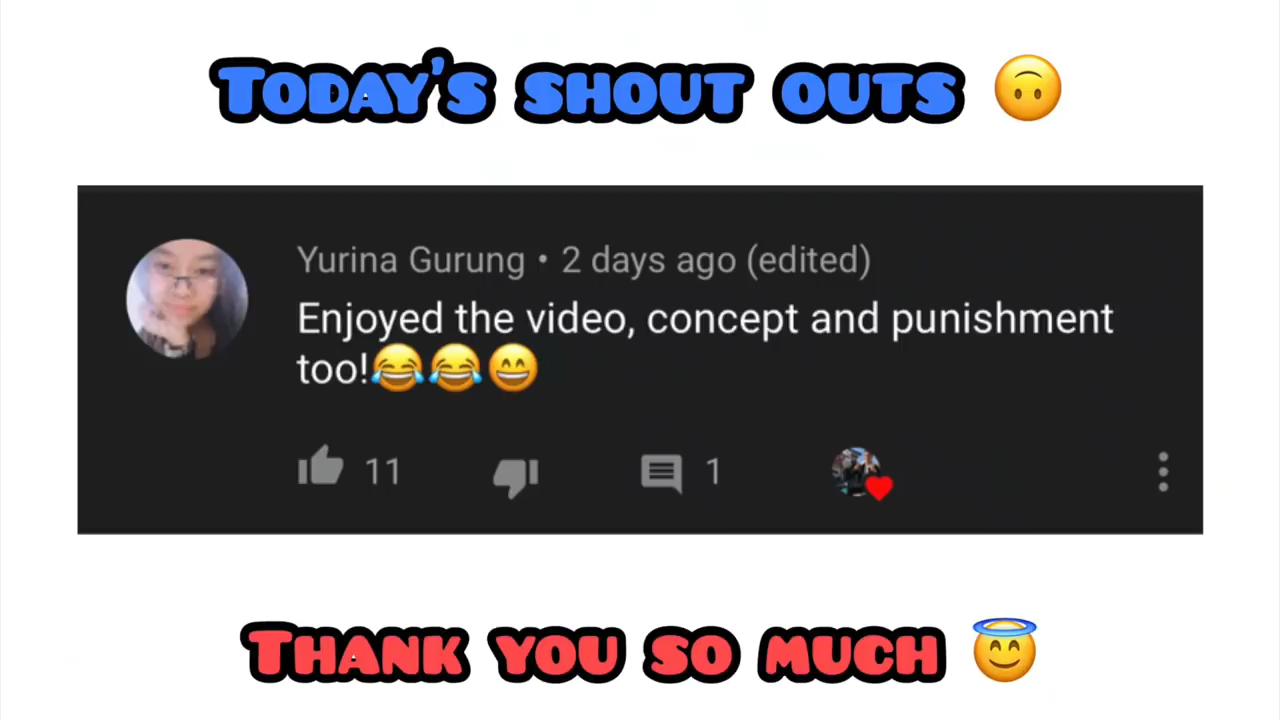 Today's shout outs 🙃
Yurina Gurung • 2 days ago (edited)
Enjoyed the video, concept and punishment
too!😂😂😄
11 1
Thank you so much 😇